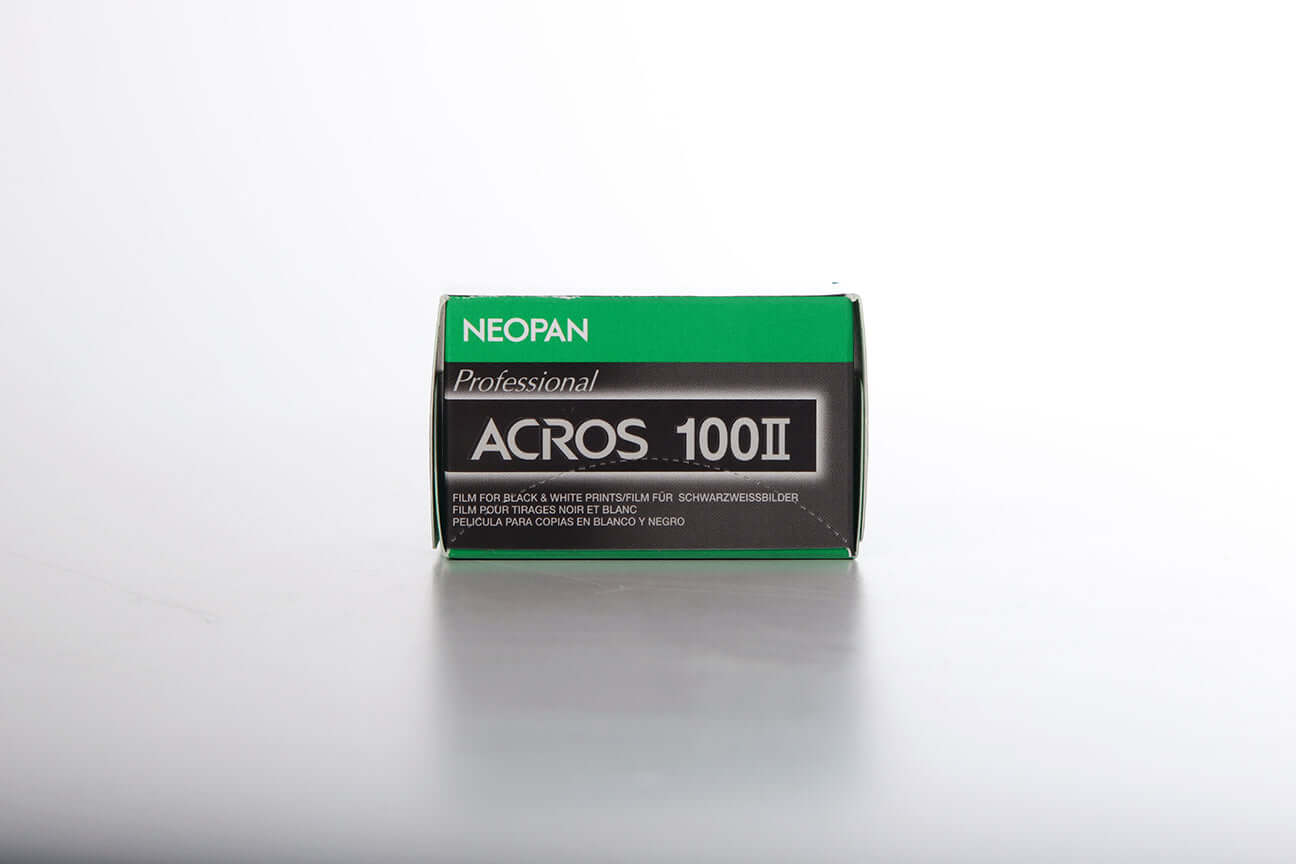 NEOPAN
Professional
ACROS 100II
FILM FOR BLACK & WHITE PRINTS/FILM FÜR SCHWARZWEISSBILDER
FILM POUR TIRAGES NOIR ET BLANC
PELICULA PARA COPIAS EN BLANCO Y NEGRO